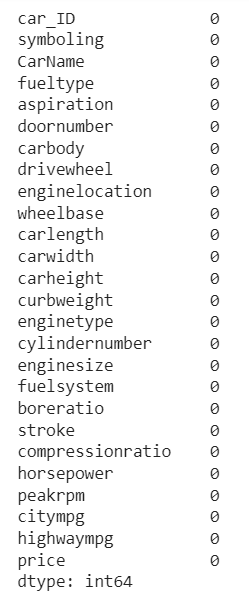 car_ID 0
symboling 0
CarName 0
fueltype 0
aspiration 0
doornumber 0
carbody 0
drivewheel 0
enginelocation 0
wheelbase 0
carlength 0
carwidth 0
carheight 0
curbweight 0
enginetype 0
cylindernumber 0
enginesize 0
fuelsystem 0
boreratio 0
stroke 0
compressionratio 0
horsepower 0
peakrpm 0
citympg 0
highwaympg 0
price 0
dtype: int64